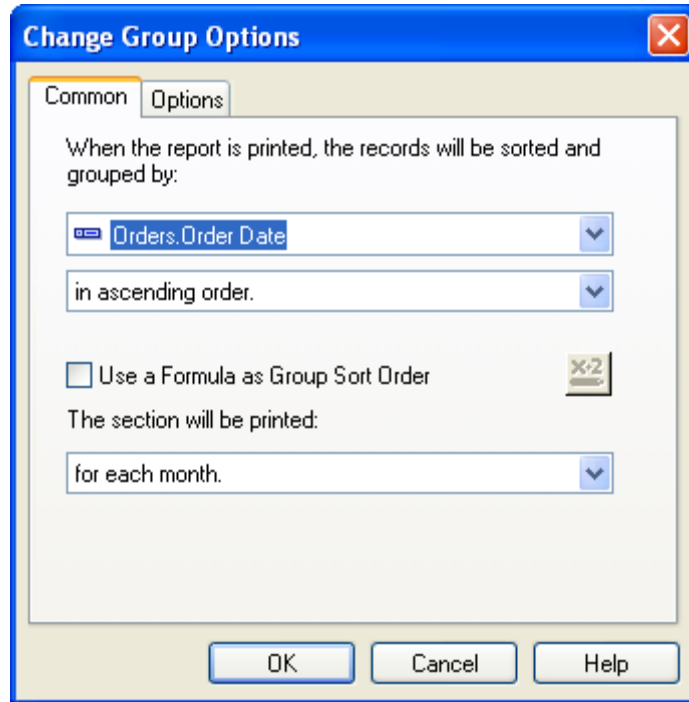 Change Group Options
Common Options
When the report is printed, the records will be sorted and
grouped by:
Orders.Order Date
in ascending order.
Use a Formula as Group Sort Order
x+2
The section will be printed:
for each month.
OK Cancel Help